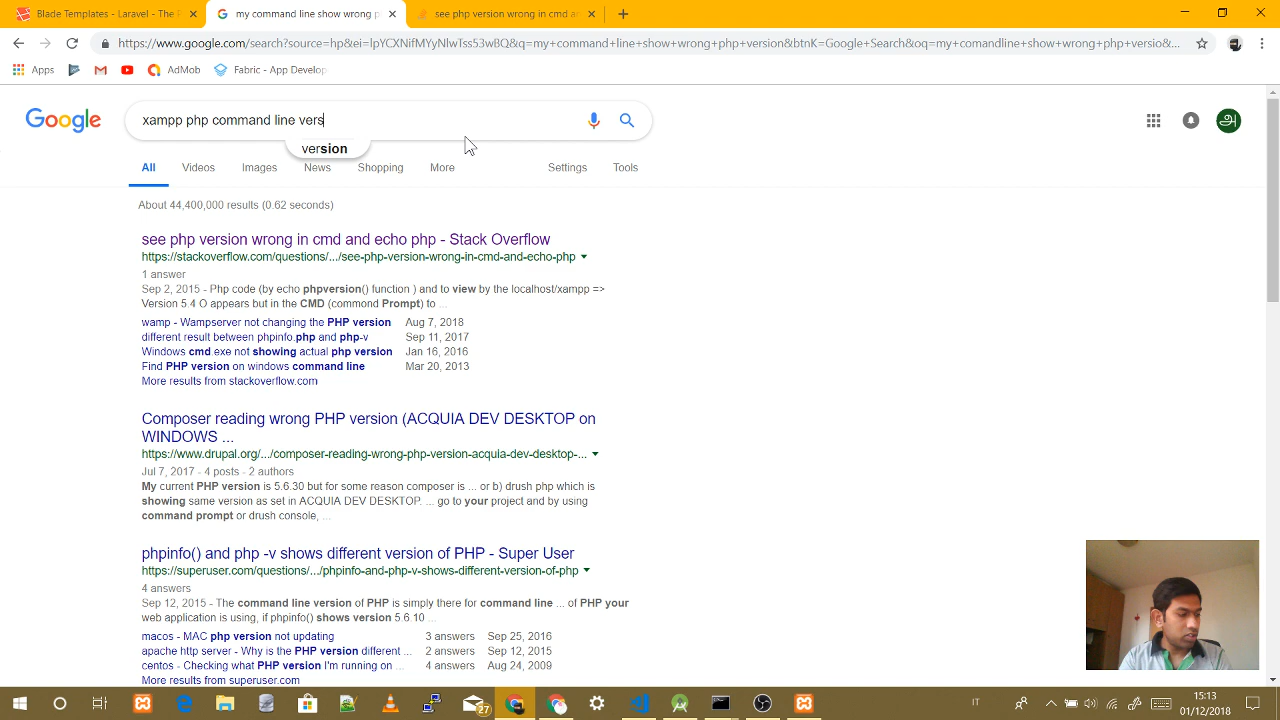 Blade Templates - Laravel - The P
my command line show wrong p
see php version wrong in cmd an
https://www.google.com/search?source=hp&ei=lpYCXNifMYyNlwTss53wBQ&q=my+command+line+show+wrong+php+version&btnK=Google+Search&oq=my+comandline+show+wrong+php+versio&...
Apps
AdMob
Fabric - App Develop
Google
xampp php command line vers
அ
version
All
Videos
Images
News
Shopping
More
Settings
Tools
About 44,400,000 results (0.62 seconds)
see php version wrong in cmd and echo php - Stack Overflow
https://stackoverflow.com/questions/.../see-php-version-wrong-in-cmd-and-echo-php
1 answer
Sep 2, 2015 - Php code (by echo phpversion() function ) and to view by the localhost/xampp =>
Version 5.4 O appears but in the CMD (commond Prompt) to ...
wamp - Wampserver not changing the PHP version Aug 7, 2018
different result between phpinfo.php and php-v Sep 11, 2017
Windows cmd.exe not showing actual php version Jan 16, 2016
Find PHP version on windows command line Mar 20, 2013
More results from stackoverflow.com
Composer reading wrong PHP version (ACQUIA DEV DESKTOP on
WINDOWS ...
https://www.drupal.org/.../composer-reading-wrong-php-version-acquia-dev-desktop-...
Jul 7, 2017 - 4 posts - 2 authors
My current PHP version is 5.6.30 but for some reason composer is ... or b) drush php which is
showing same version as set in ACQUIA DEV DESKTOP. ... go to your project and by using
command prompt or drush console, ...
phpinfo() and php -v shows different version of PHP - Super User
https://superuser.com/questions/.../phpinfo-and-php-v-shows-different-version-of-php
4 answers
Sep 12, 2015 - The command line version of PHP is simply there for command line ... of PHP your
web application is using, if phpinfo() shows version 5.6.10 ...
macos - MAC php version not updating 3 answers Sep 25, 2016
apache http server - Why is the PHP version different ... 2 answers Sep 12, 2015
centos - Checking what PHP version I'm running on ... 4 answers Aug 24, 2009
More results from superuser.com
27
IT
15:13
01/12/2018